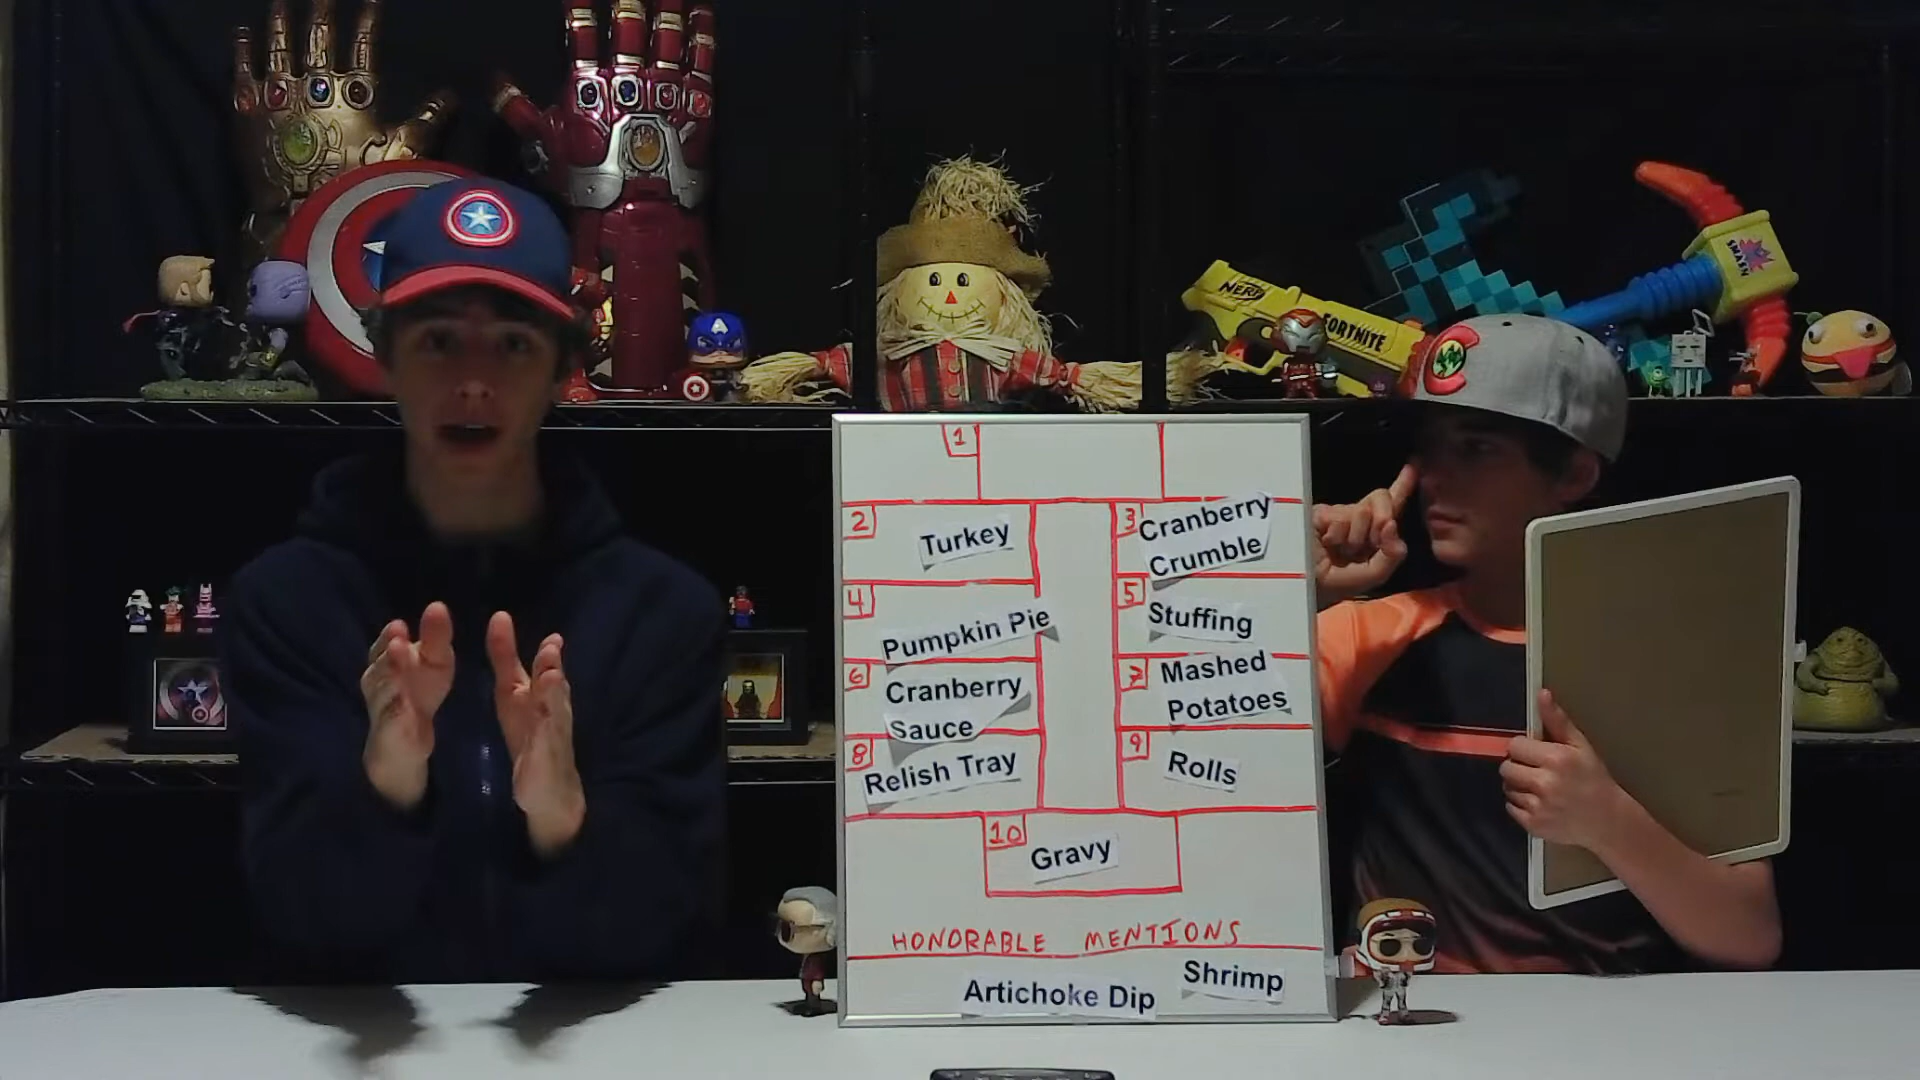 NERF
FORTNITE
SMASH
1
2
Turkey
3
Cranberry
Crumble
4
Pumpkin Pie
5
Stuffing
6
Cranberry
Sauce
7
Mashed
Potatoes
8
Relish Tray
9
Rolls
10
Gravy
HONORABLE MENTIONS
Artichoke Dip
Shrimp